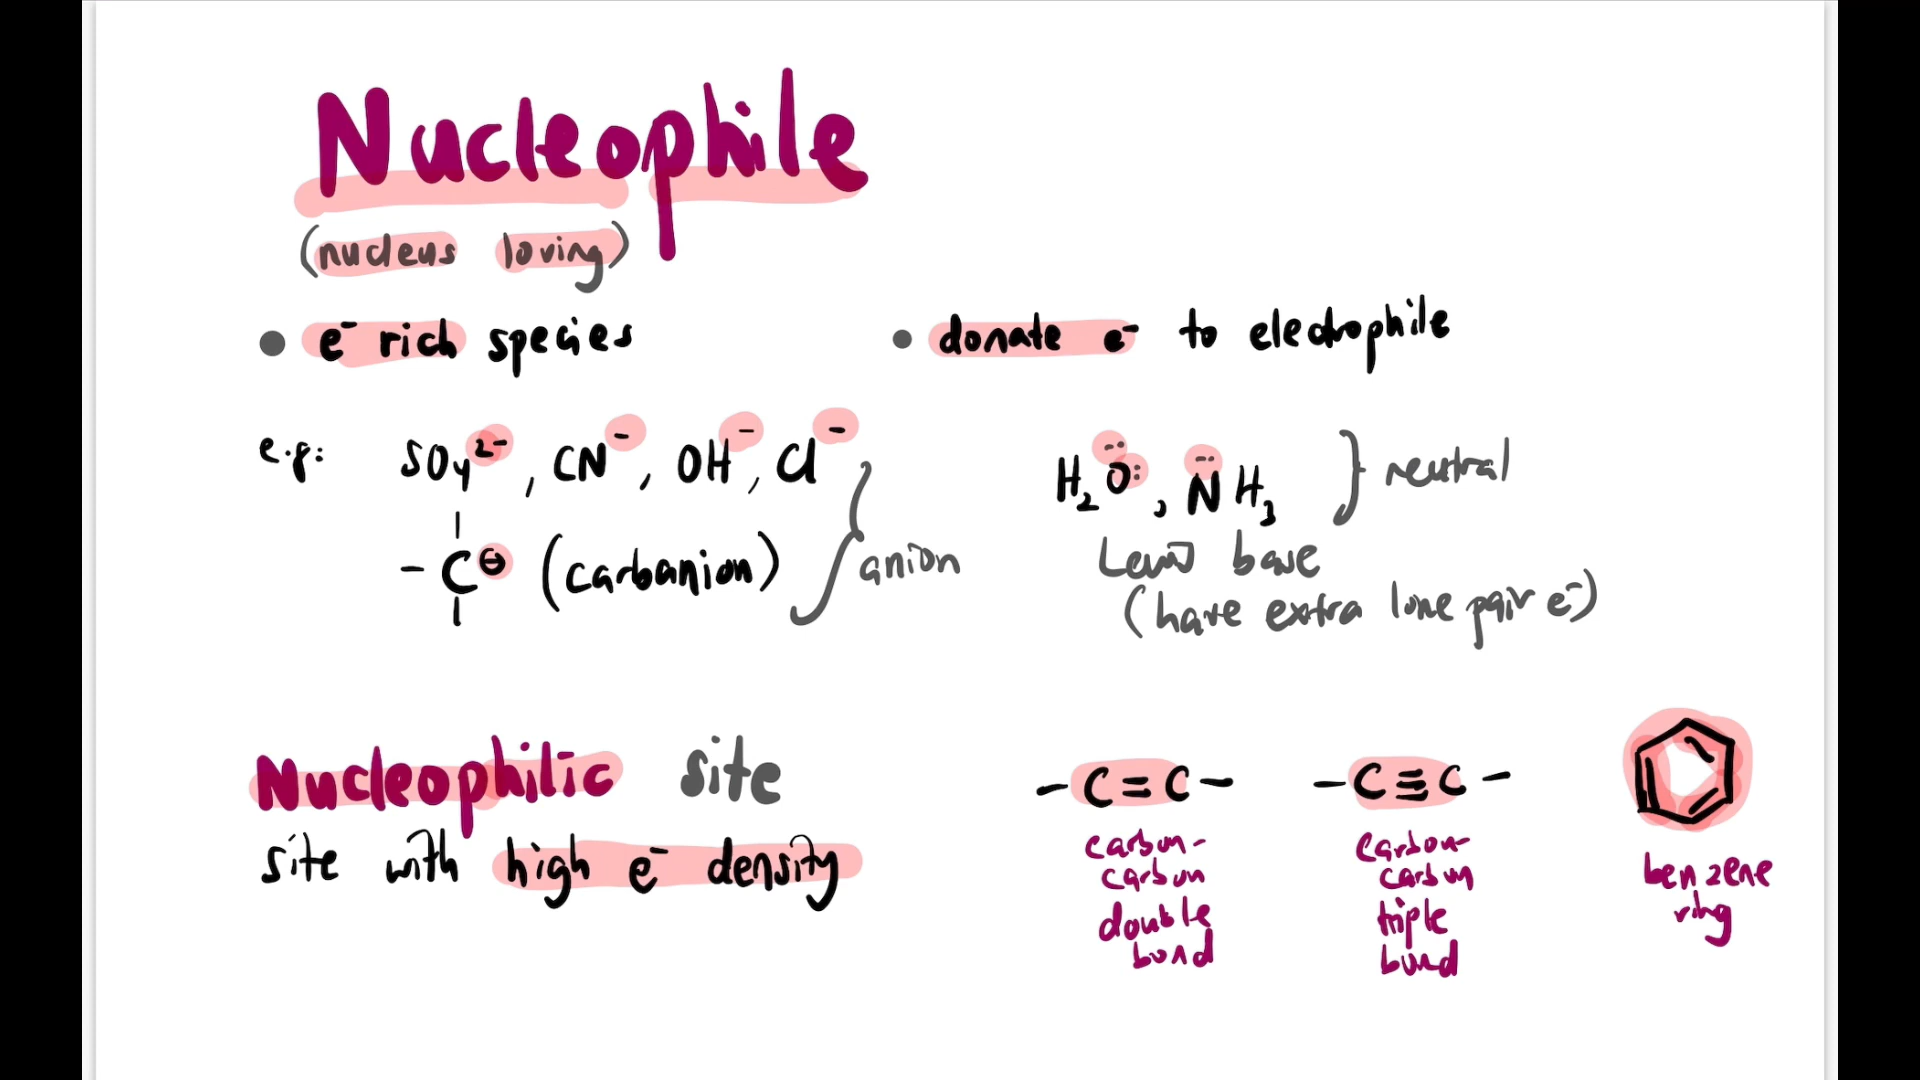 Nucleophile
(nucleus loving)
• e⁻ rich species
• donate e⁻ to electrophile
e.g: SO₄²⁻, CN⁻, OH⁻, Cl⁻
H₂O, NH₃ } neutral
-C⊖ (carbanion)
anion
Lewis base
(have extra lone pair e⁻)
Nucleophilic site
site with high e⁻ density
-C=C-
-C≡C-
carbon-
carbon
double
bond
carbon-
carbon
triple
bond
benzene
ring